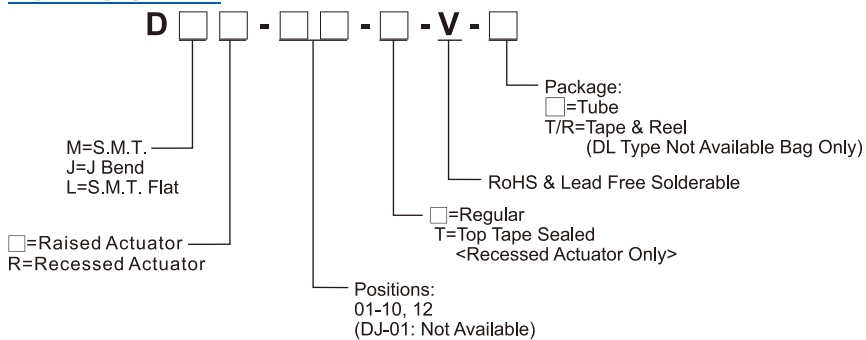 D □ □ - □ □ - □ - V - □
Package:
□=Tube
T/R=Tape & Reel
(DL Type Not Available Bag Only)
M=S.M.T.
J=J Bend
L=S.M.T. Flat
RoHS & Lead Free Solderable
□=Regular
T=Top Tape Sealed
<Recessed Actuator Only>
□=Raised Actuator
R=Recessed Actuator
Positions:
01-10, 12
(DJ-01: Not Available)